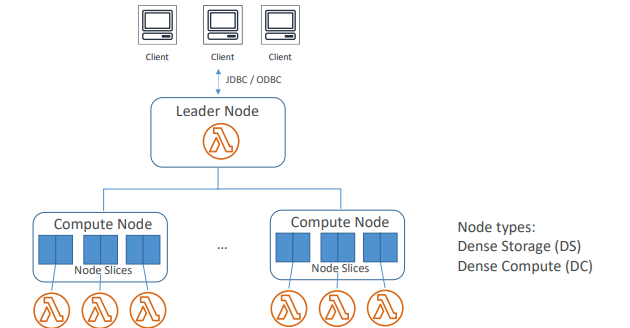 Client
Client
Client
JDBC / ODBC
Leader Node
Compute Node
Node Slices
...
Compute Node
Node Slices
Node types:
Dense Storage (DS)
Dense Compute (DC)